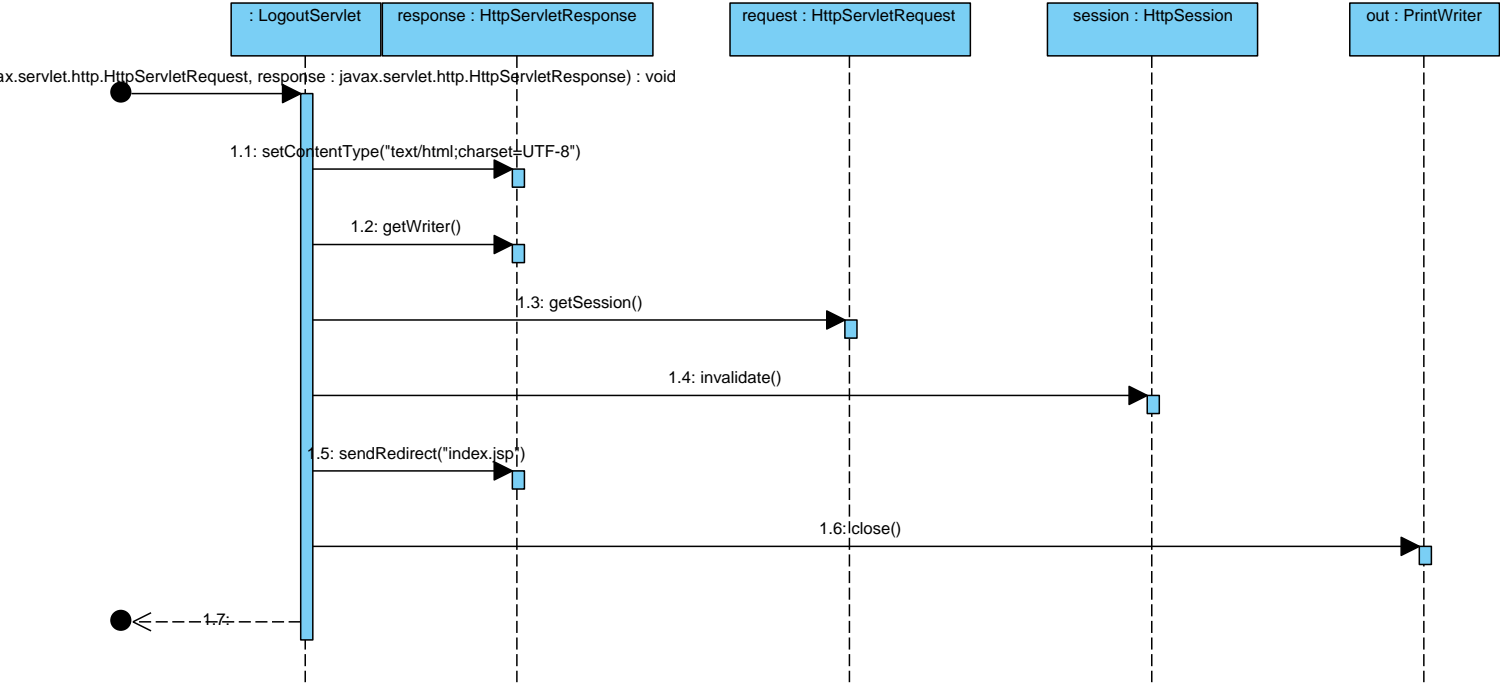 : LogoutServlet
response : HttpServletResponse
request : HttpServletRequest
session : HttpSession
out : PrintWriter
ax.servlet.http.HttpServletRequest, response : javax.servlet.http.HttpServletResponse) : void
1.1: setContentType("text/html;charset=UTF-8")
1.2: getWriter()
1.3: getSession()
1.4: invalidate()
1.5: sendRedirect("index.jsp")
1.6: close()
1.7: